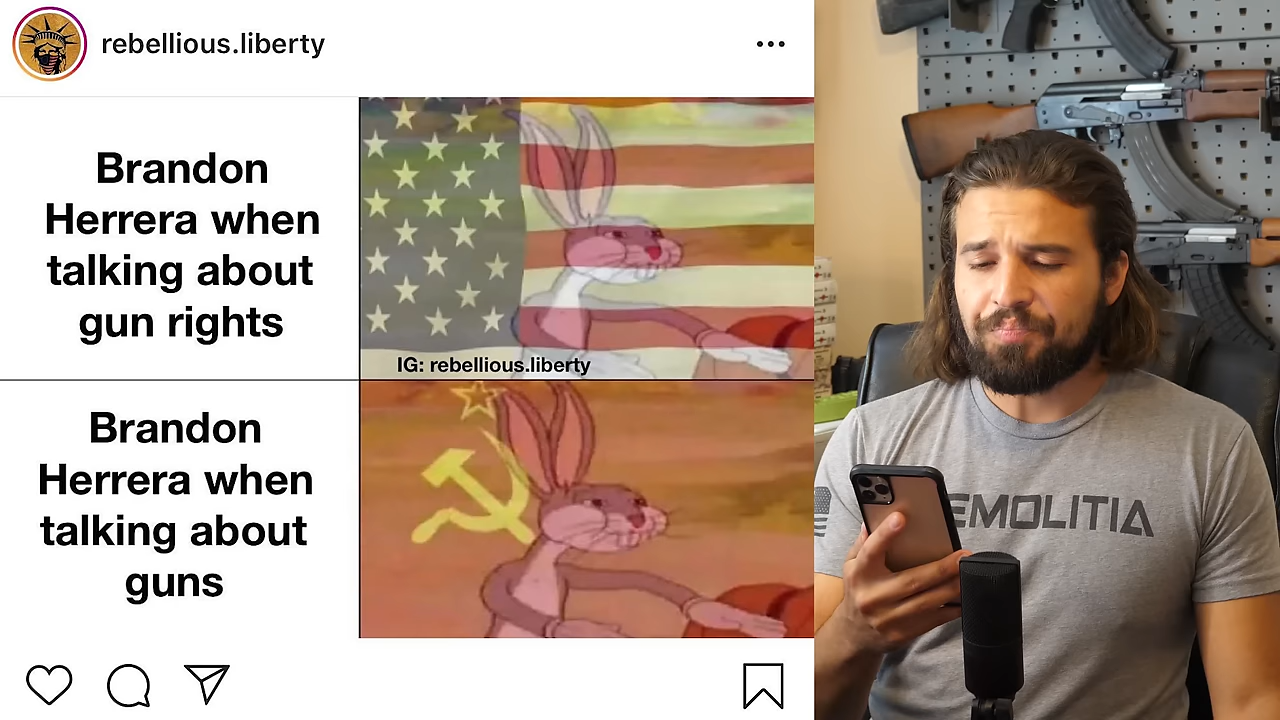 rebellious.liberty
Brandon
Herrera when
talking about
gun rights
IG: rebellious.liberty
Brandon
Herrera when
talking about
guns
EMOLITIA